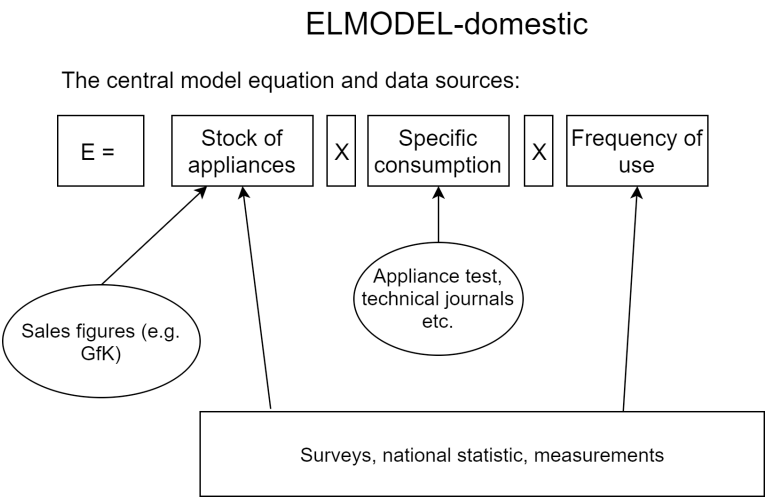 ELMODEL-domestic
The central model equation and data sources:
E =
Stock of
appliances
X
Specific
consumption
X
Frequency of
use
Appliance test,
technical journals
etc.
Sales figures (e.g.
GfK)
Surveys, national statistic, measurements